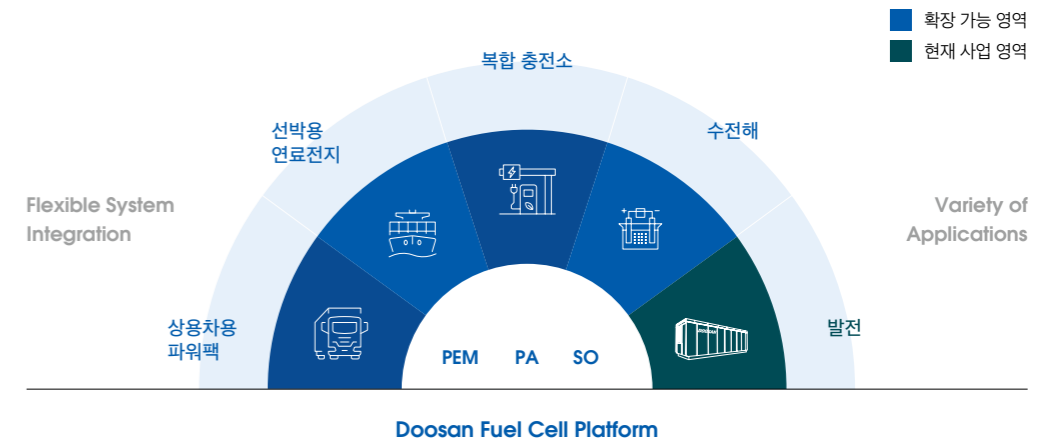 확장 가능 영역
현재 사업 영역
복합 충전소
선박용
연료전지
수전해
Flexible System
Integration
Variety of
Applications
상용차용
파워팩
발전
DOOSAN
PEM PA SO
Doosan Fuel Cell Platform